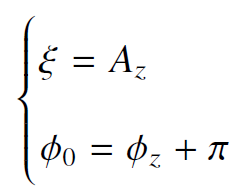 ξ = A_z
ϕ_0 = ϕ_z + π